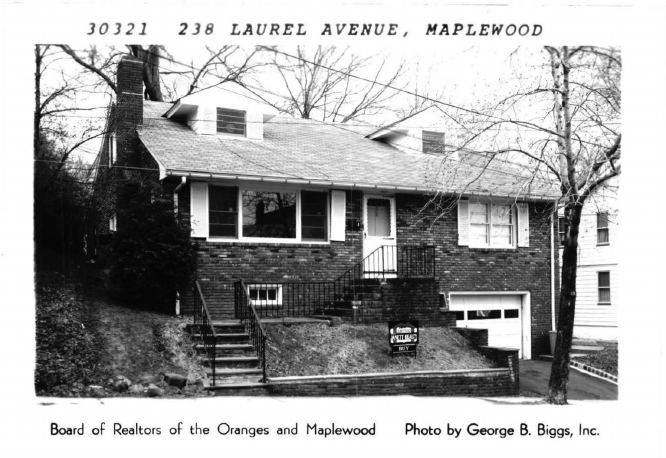 30321 238 LAUREL AVENUE, MAPLEWOOD
Board of Realtors of the Oranges and Maplewood Photo by George B. Biggs, Inc.